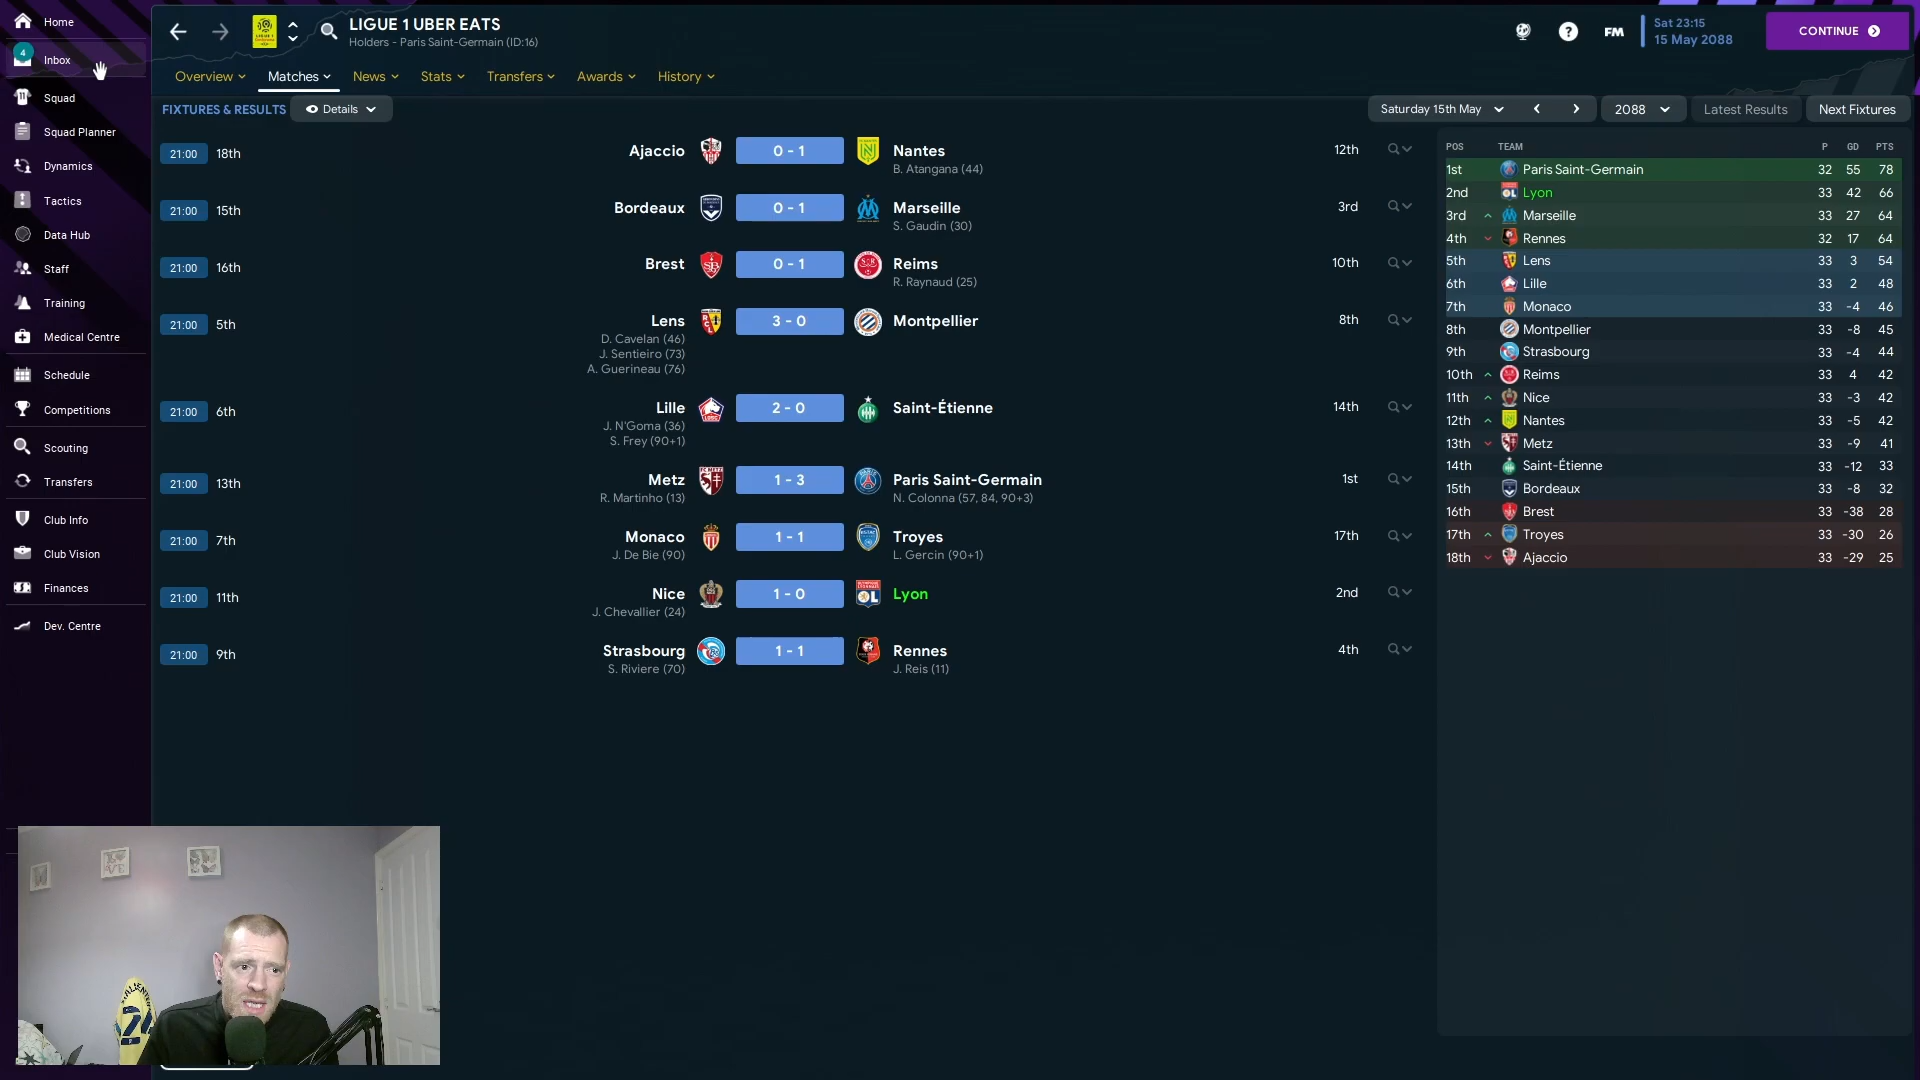 Home
4
Inbox
Squad
Squad Planner
Dynamics
Tactics
Data Hub
Staff
Training
Medical Centre
Schedule
Competitions
Scouting
Transfers
Club Info
Club Vision
Finances
Dev. Centre
LIGUE 1 UBER EATS
Holders - Paris Saint-Germain (ID:16)
FM
Sat 23:15
15 May 2088
CONTINUE
Overview Matches News Stats Transfers Awards History
FIXTURES & RESULTS Details
Saturday 15th May 2088 Latest Results Next Fixtures
21:00 18th Ajaccio 0 - 1 Nantes 12th
B. Atangana (44)
21:00 15th Bordeaux 0 - 1 Marseille 3rd
S. Gaudin (30)
21:00 16th Brest 0 - 1 Reims 10th
R. Raynaud (25)
21:00 5th Lens 3 - 0 Montpellier 8th
D. Cavelan (46)
J. Sentieiro (73)
A. Guerineau (76)
21:00 6th Lille 2 - 0 Saint-Étienne 14th
J. N'Goma (36)
S. Frey (90+1)
21:00 13th Metz 1 - 3 Paris Saint-Germain 1st
R. Martinho (13) N. Colonna (57, 84, 90+3)
21:00 7th Monaco 1 - 1 Troyes 17th
J. De Bie (90) L. Gercin (90+1)
21:00 11th Nice 1 - 0 Lyon 2nd
J. Chevallier (24)
21:00 9th Strasbourg 1 - 1 Rennes 4th
S. Riviere (70) J. Reis (11)
POS TEAM P GD PTS
1st Paris Saint-Germain 32 55 78
2nd Lyon 33 42 66
3rd Marseille 33 27 64
4th Rennes 32 17 64
5th Lens 33 3 54
6th Lille 33 2 48
7th Monaco 33 -4 46
8th Montpellier 33 -8 45
9th Strasbourg 33 -4 44
10th Reims 33 4 42
11th Nice 33 -3 42
12th Nantes 33 -5 42
13th Metz 33 -9 41
14th Saint-Étienne 33 -12 33
15th Bordeaux 33 -8 32
16th Brest 33 -38 28
17th Troyes 33 -30 26
18th Ajaccio 33 -29 25